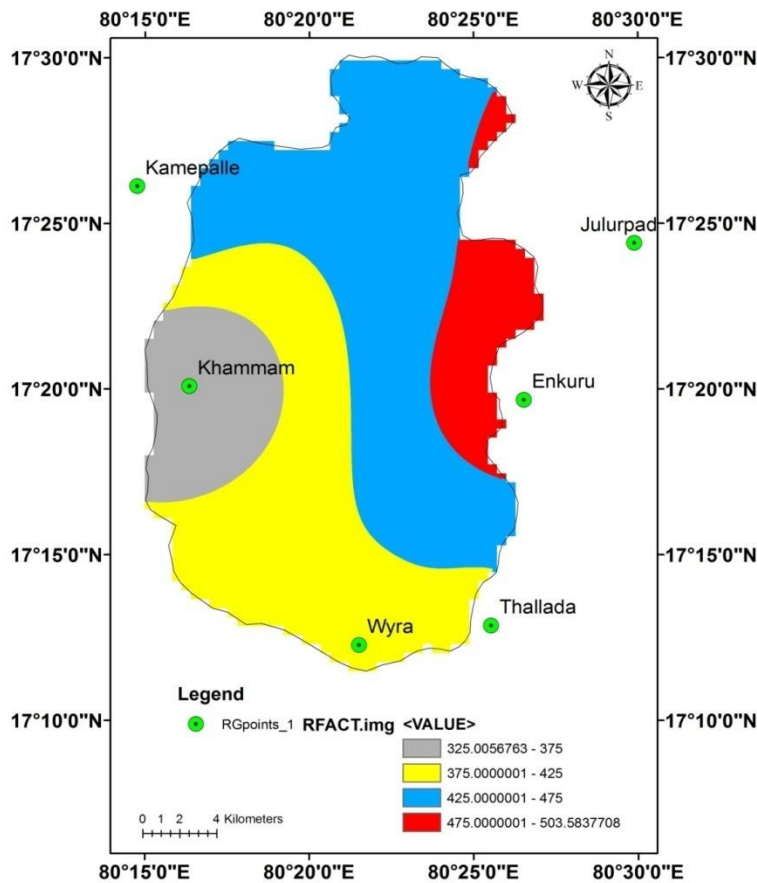 80°15'0"E 80°20'0"E 80°25'0"E 80°30'0"E
17°30'0"N 17°30'0"N
N
W E
S
Kamepalle
17°25'0"N 17°25'0"N
Julurpad
Khammam
17°20'0"N 17°20'0"N
Enkuru
17°15'0"N 17°15'0"N
Thallada
Wyra
Legend
17°10'0"N 17°10'0"N
RGpoints_1 RFACT.img <VALUE>
325.0056763 - 375
375.0000001 - 425
425.0000001 - 475
475.0000001 - 503.5837708
0 1 2 4 Kilometers
80°15'0"E 80°20'0"E 80°25'0"E 80°30'0"E